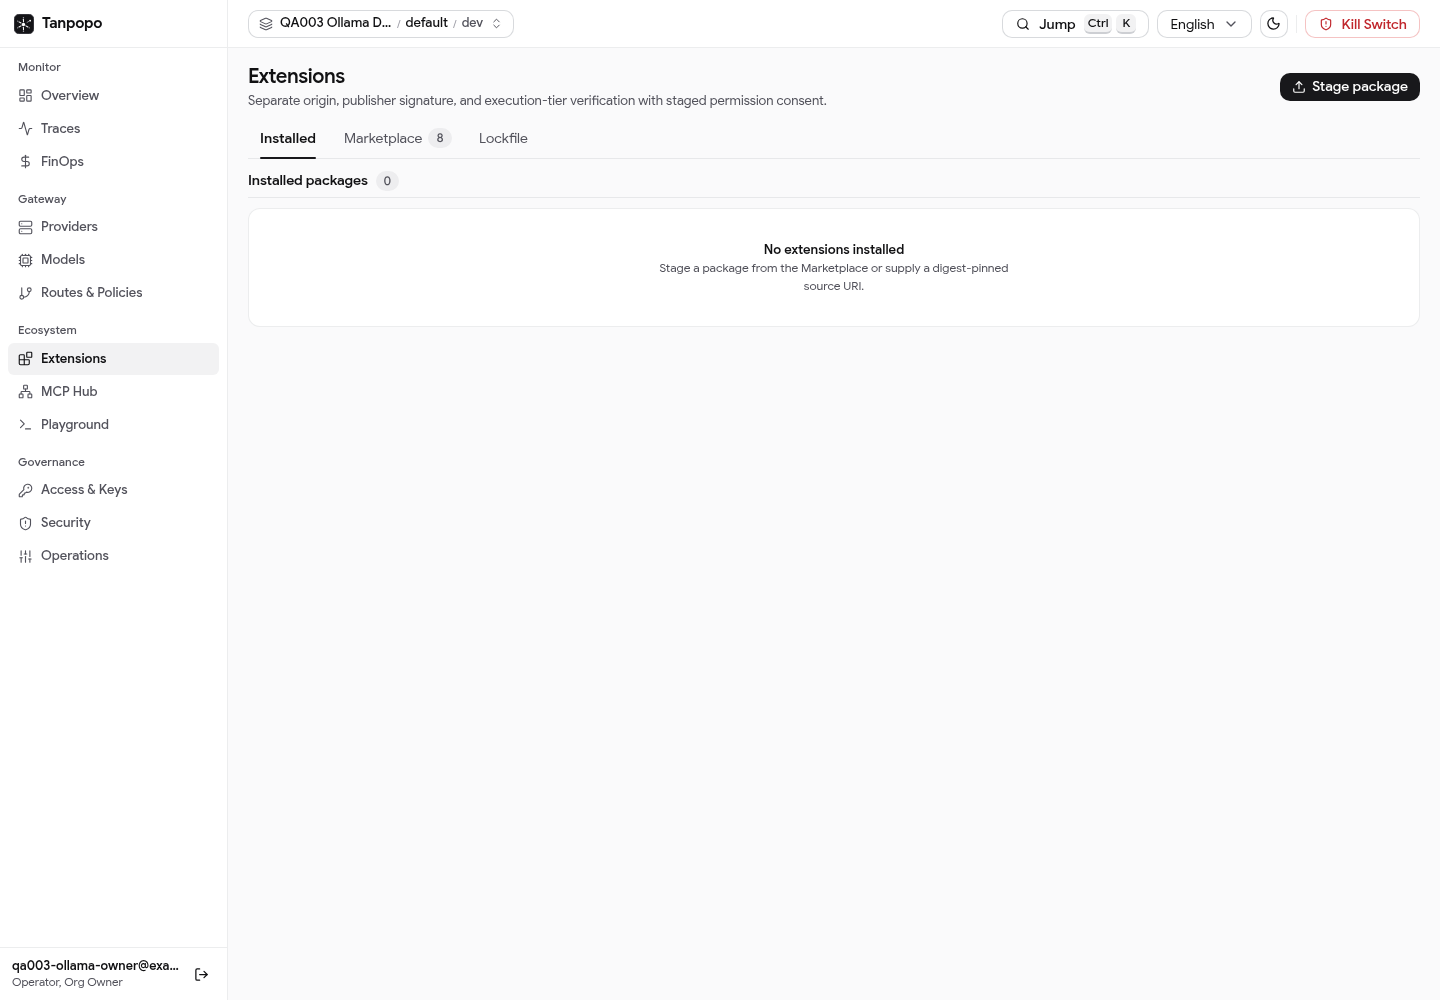 Tanpopo
QA003 Ollama D... / default / dev
Jump Ctrl K
English
Kill Switch
Monitor
Overview
Traces
FinOps
Gateway
Providers
Models
Routes & Policies
Ecosystem
Extensions
MCP Hub
Playground
Governance
Access & Keys
Security
Operations
qa003-ollama-owner@exa...
Operator, Org Owner
Extensions
Separate origin, publisher signature, and execution-tier verification with staged permission consent.
Stage package
Installed
Marketplace 8
Lockfile
Installed packages 0
No extensions installed
Stage a package from the Marketplace or supply a digest-pinned
source URI.